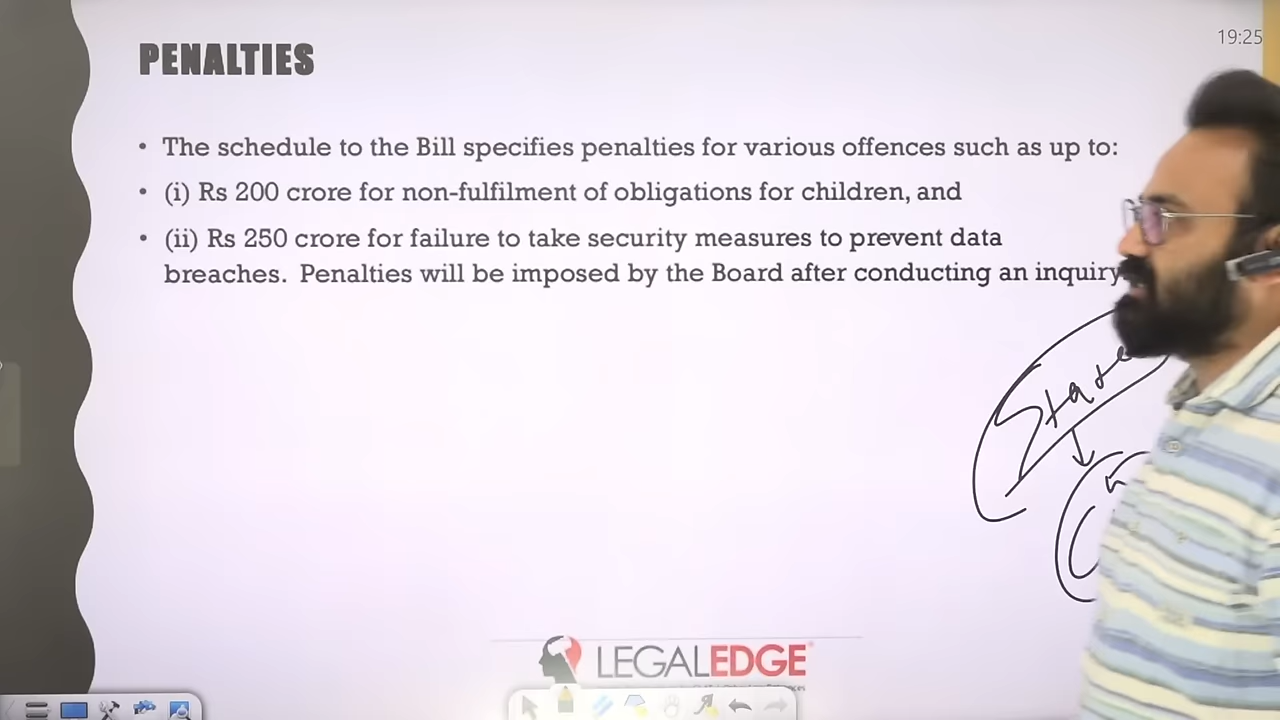 19:25
PENALTIES
• The schedule to the Bill specifies penalties for various offences such as up to:
• (i) Rs 200 crore for non-fulfilment of obligations for children, and
• (ii) Rs 250 crore for failure to take security measures to prevent data
breaches. Penalties will be imposed by the Board after conducting an inquiry
State
LEGALEDGE